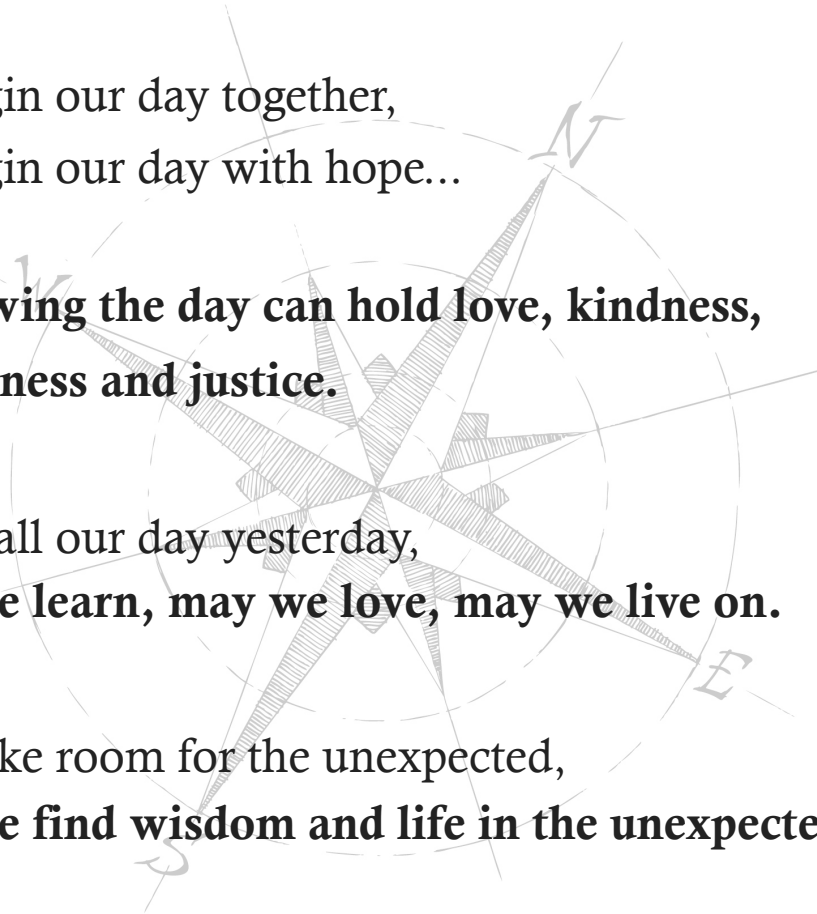 gin our day together,
gin our day with hope...
N
W
wing the day can hold love, kindness,
ness and justice.
all our day yesterday,
e learn, may we love, may we live on.
E
ke room for the unexpected,
e find wisdom and life in the unexpecte
S